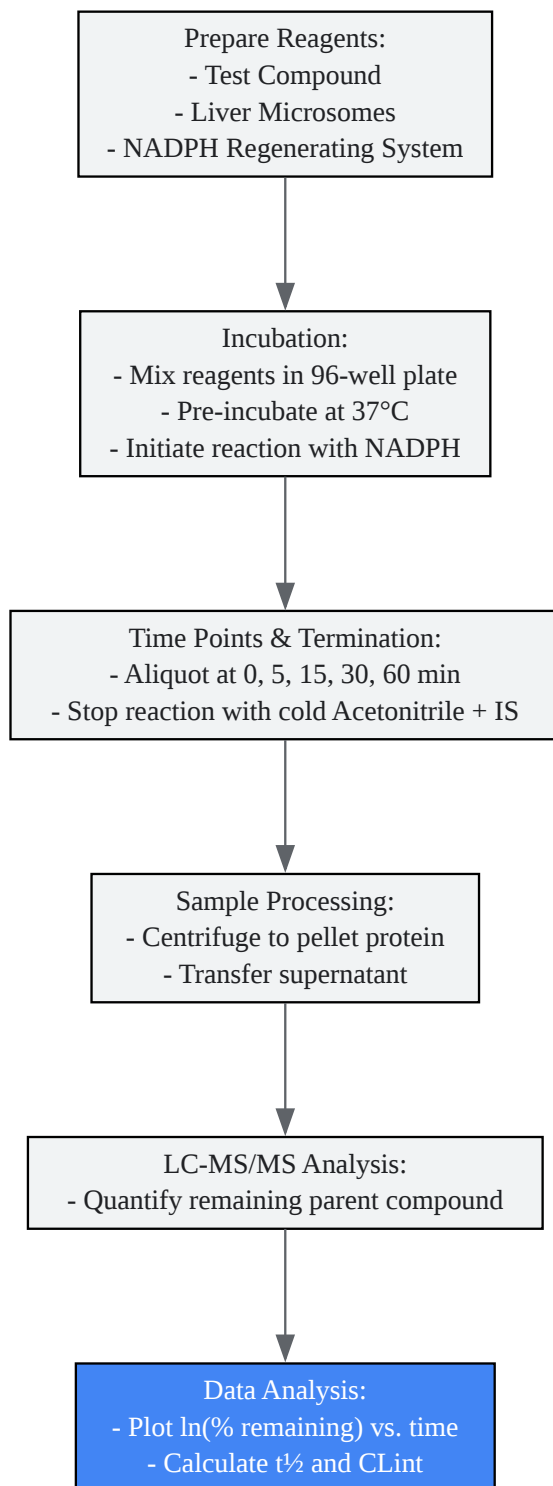 Prepare Reagents:
- Test Compound
- Liver Microsomes
- NADPH Regenerating System
Incubation:
- Mix reagents in 96-well plate
- Pre-incubate at 37°C
- Initiate reaction with NADPH
Time Points & Termination:
- Aliquot at 0, 5, 15, 30, 60 min
- Stop reaction with cold Acetonitrile + IS
Sample Processing:
- Centrifuge to pellet protein
- Transfer supernatant
LC-MS/MS Analysis:
- Quantify remaining parent compound
Data Analysis:
- Plot ln(% remaining) vs. time
- Calculate t½ and CLint